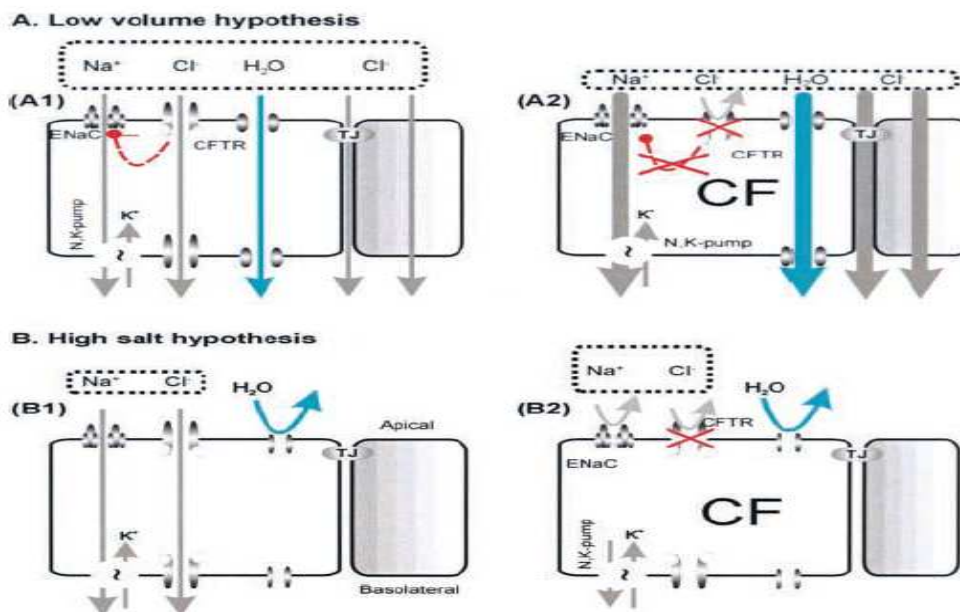 A. Low volume hypothesis
Na⁺ Cl⁻ H₂O Cl⁻
(A1)
ENaC
CFTR
TJ
N,K-pump
K⁺
~
Na⁺ Cl⁻ H₂O Cl⁻
(A2)
ENaC
TJ
CFTR
CF
K⁺
N,K-pump
~
B. High salt hypothesis
Na⁺ Cl⁻
H₂O
(B1)
Apical
TJ
K⁺
~
Basolateral
Na⁺ Cl⁻
H₂O
(B2)
CFTR
ENaC
TJ
CF
N,K-pump
K⁺
~